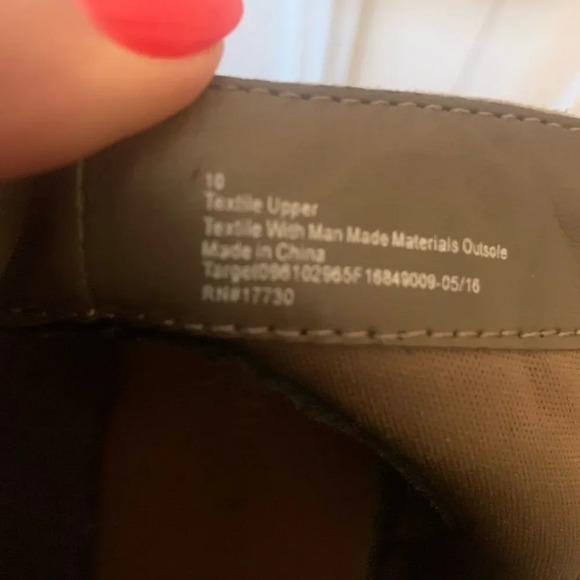 10
Textile Upper
Textile With Man Made Materials Outsole
Made in China
Target096102965F16849009-05/16
RN#17730